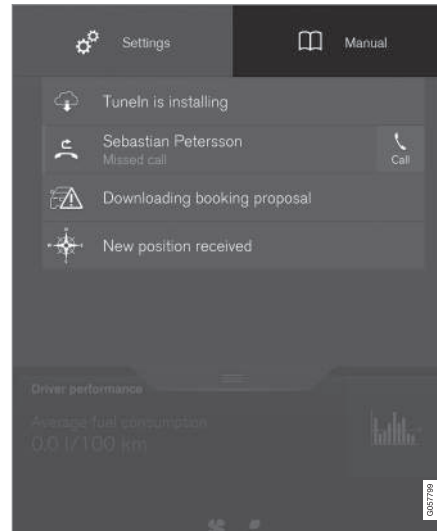 Settings
Manual
TuneIn is installing
Sebastian Petersson
Missed call
Call
Downloading booking proposal
New position received
Driver performance
Average fuel consumption
0.0 l/100 km
G057799